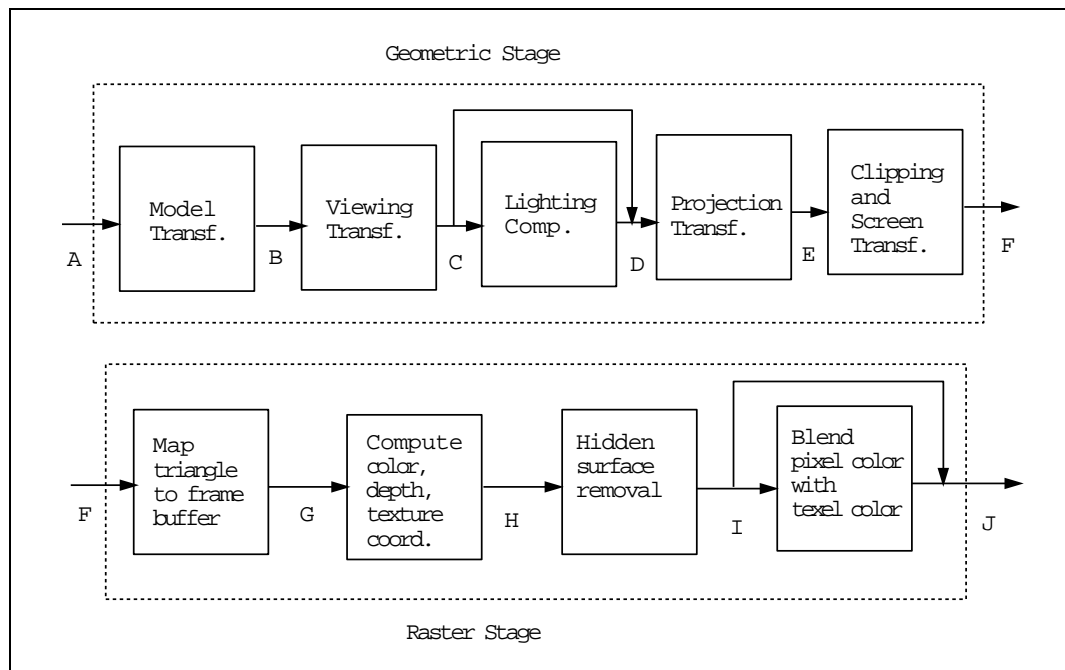 Geometric Stage
Model
Transf.
Viewing
Transf.
Lighting
Comp.
Projection
Transf.
Clipping
and
Screen
Transf.
A
B
C
D
E
F
Map
triangle
to frame
buffer
Compute
color,
depth,
texture
coord.
Hidden
surface
removal
Blend
pixel color
with
texel color
F
G
H
I
J
Raster Stage